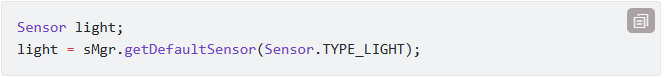 Sensor light;
light = sMgr.getDefaultSensor(Sensor.TYPE_LIGHT);